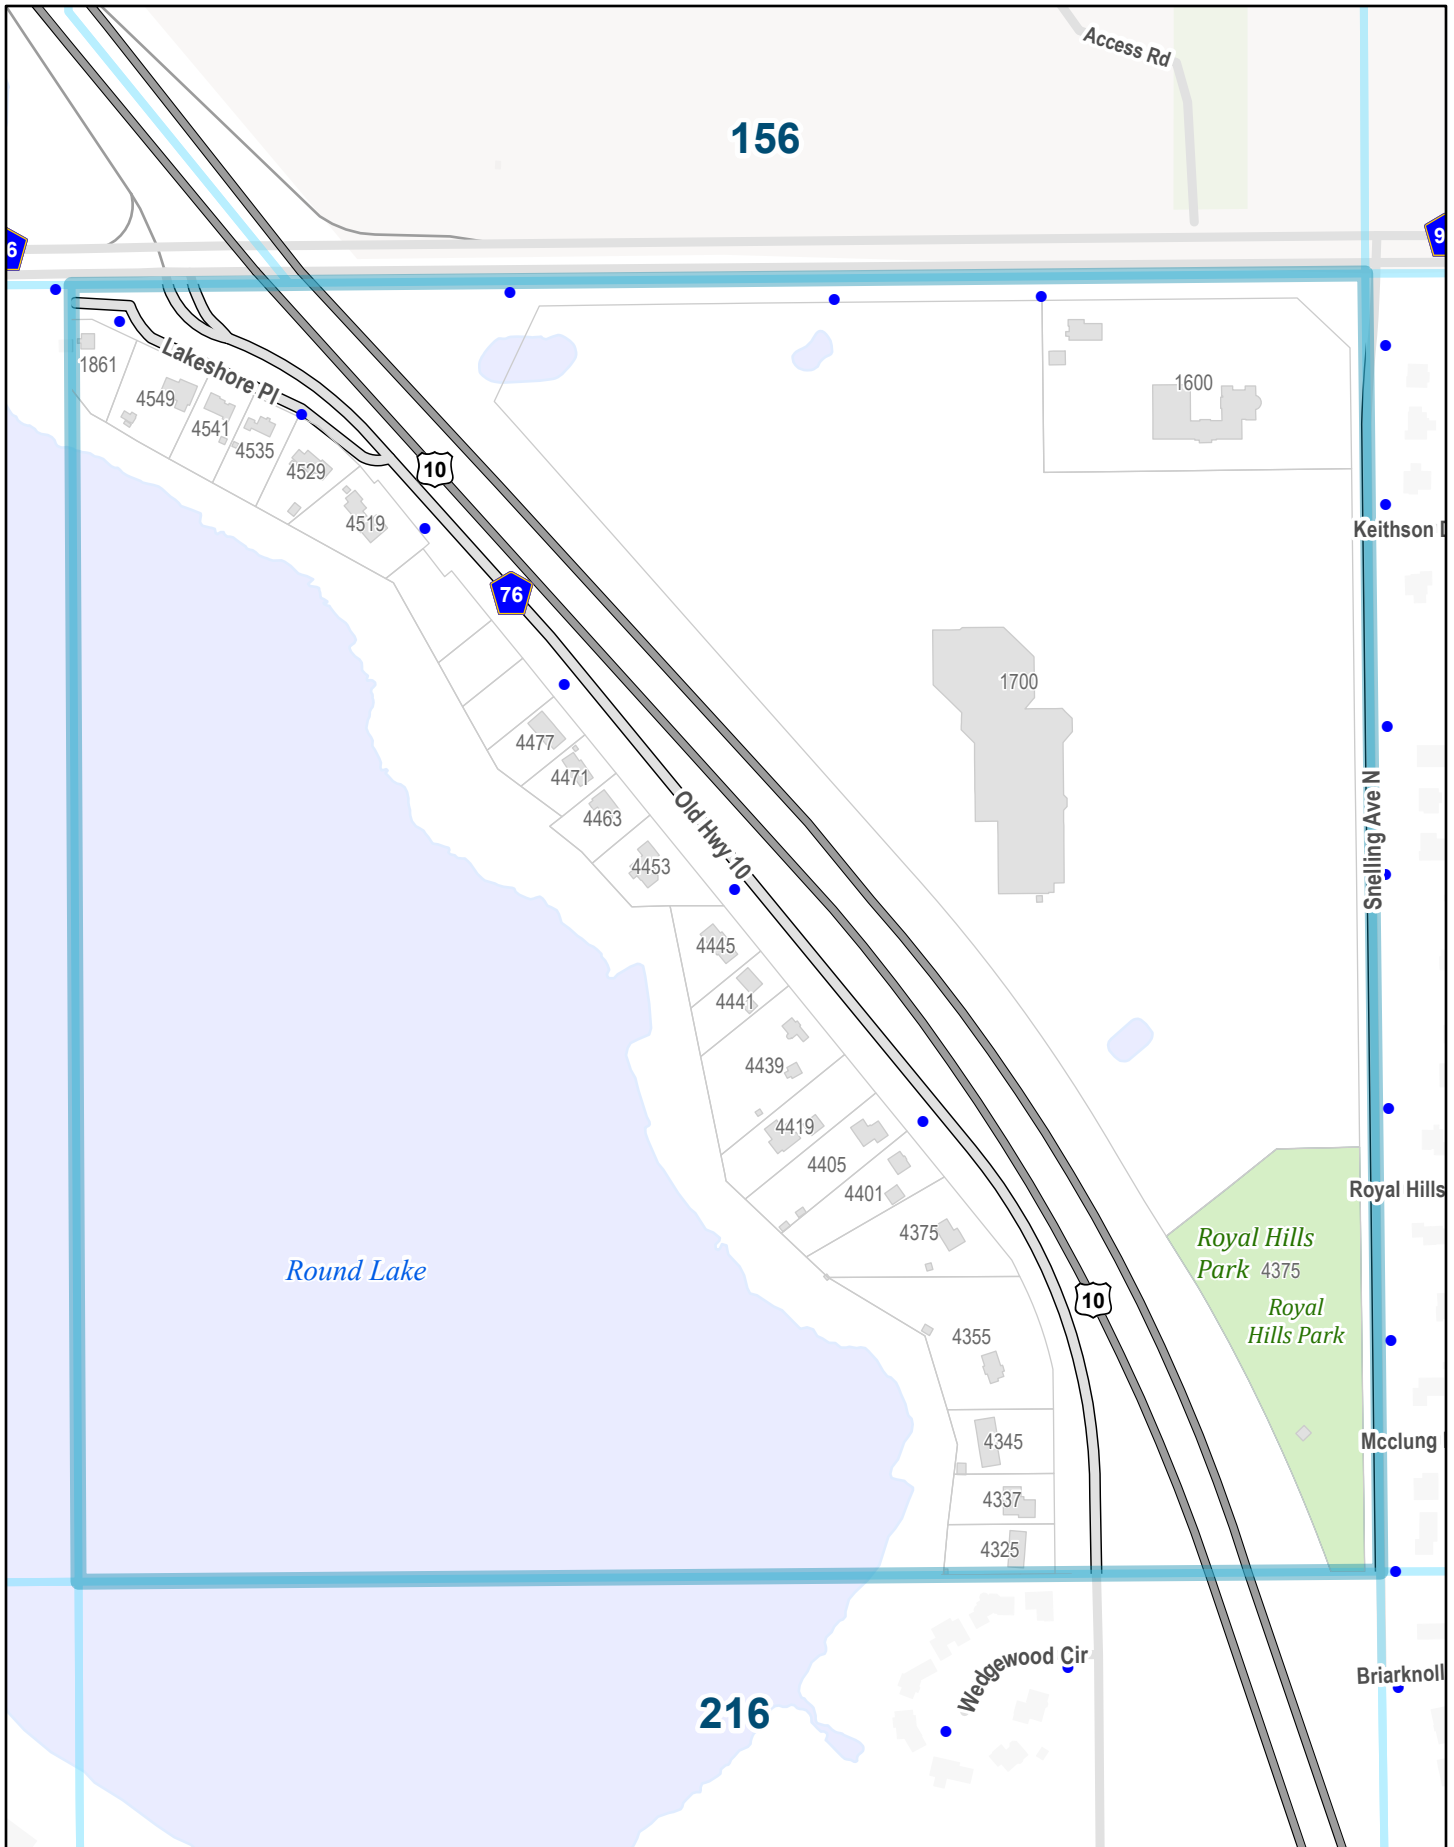 Access Rd
156
6
9
Lakeshore Pl
1861
4549
4541
4535
4529
4519
10
1600
Keithson D
76
1700
4477
4471
4463
4453
Old Hwy 10
Snelling Ave N
4445
4441
4439
4419
4405
4401
4375
Royal Hills
Round Lake
Royal Hills
Park 4375
Royal
Hills Park
10
4355
4345
4337
4325
Mcclung
Wedgewood Cir
Briarknoll
216